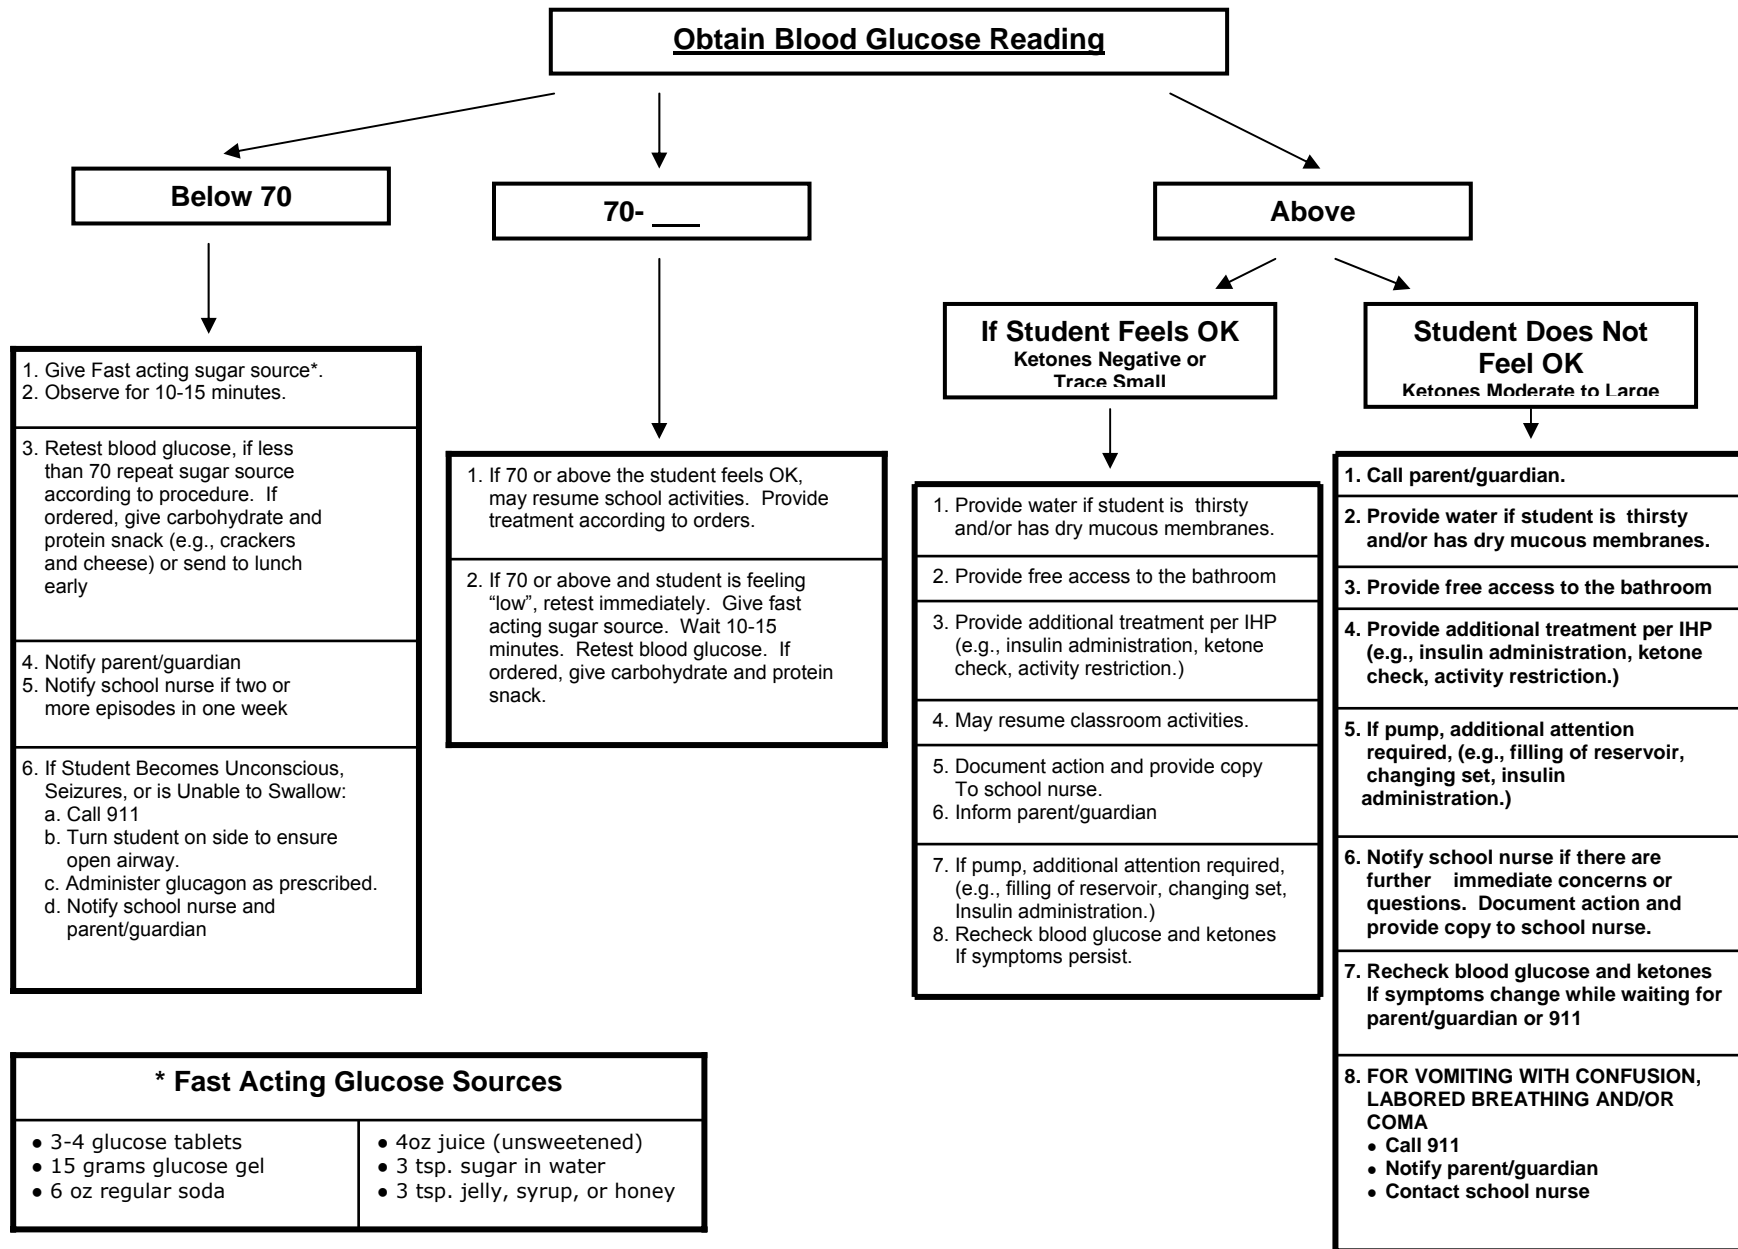 Obtain Blood Glucose Reading
Below 70
70- ___
Above
If Student Feels OK
Ketones Negative or
Trace Small
Student Does Not
Feel OK
Ketones Moderate to Large
1. Give Fast acting sugar source*.
2. Observe for 10-15 minutes.
3. Retest blood glucose, if less
than 70 repeat sugar source
according to procedure. If
ordered, give carbohydrate and
protein snack (e.g., crackers
and cheese) or send to lunch
early
4. Notify parent/guardian
5. Notify school nurse if two or
more episodes in one week
6. If Student Becomes Unconscious,
Seizures, or is Unable to Swallow:
a. Call 911
b. Turn student on side to ensure
open airway.
c. Administer glucagon as prescribed.
d. Notify school nurse and
parent/guardian
1. If 70 or above the student feels OK,
may resume school activities. Provide
treatment according to orders.
2. If 70 or above and student is feeling
“low”, retest immediately. Give fast
acting sugar source. Wait 10-15
minutes. Retest blood glucose. If
ordered, give carbohydrate and protein
snack.
1. Provide water if student is thirsty
and/or has dry mucous membranes.
2. Provide free access to the bathroom
3. Provide additional treatment per IHP
(e.g., insulin administration, ketone
check, activity restriction.)
4. May resume classroom activities.
5. Document action and provide copy
To school nurse.
6. Inform parent/guardian
7. If pump, additional attention required,
(e.g., filling of reservoir, changing set,
Insulin administration.)
8. Recheck blood glucose and ketones
If symptoms persist.
1. Call parent/guardian.
2. Provide water if student is thirsty
and/or has dry mucous membranes.
3. Provide free access to the bathroom
4. Provide additional treatment per IHP
(e.g., insulin administration, ketone
check, activity restriction.)
5. If pump, additional attention
required, (e.g., filling of reservoir,
changing set, insulin
administration.)
6. Notify school nurse if there are
further immediate concerns or
questions. Document action and
provide copy to school nurse.
7. Recheck blood glucose and ketones
If symptoms change while waiting for
parent/guardian or 911
8. FOR VOMITING WITH CONFUSION,
LABORED BREATHING AND/OR
COMA
● Call 911
● Notify parent/guardian
● Contact school nurse
* Fast Acting Glucose Sources
● 3-4 glucose tablets
● 15 grams glucose gel
● 6 oz regular soda
● 4oz juice (unsweetened)
● 3 tsp. sugar in water
● 3 tsp. jelly, syrup, or honey